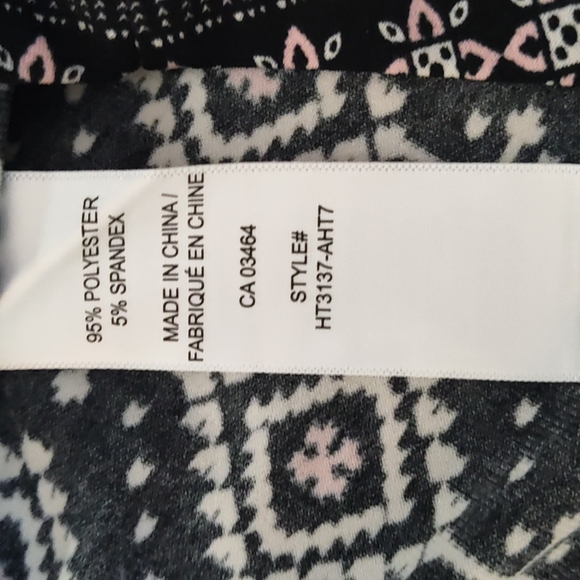 95% POLYESTER
5% SPANDEX
MADE IN CHINA /
FABRIQUÉ EN CHINE
CA 03464
STYLE#
HT3137-AHT7